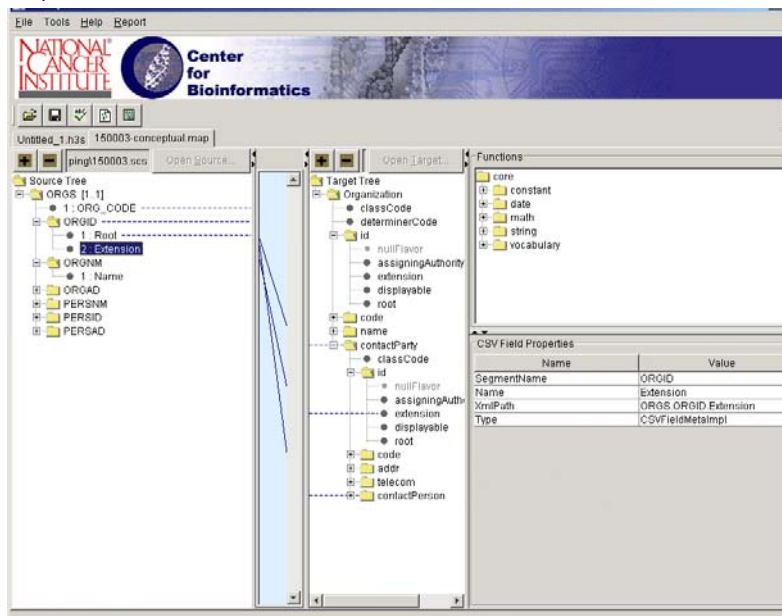 File Tools Help Report
NATIONAL
CANCER
INSTITUTE
Center
for
Bioinformatics
Untitled_1.h3s 150003-conceptual map
ping\150003.scs Open Source...
Source Tree
ORGS [1..1]
1 : ORG_CODE
ORGID
1 : Root
2 : Extension
ORGNM
1 : Name
ORGAD
PERSNM
PERSID
PERSAD
Open Target...
Target Tree
Organization
classCode
determinerCode
id
nullFlavor
assigningAuthority
extension
displayable
root
code
name
contactParty
classCode
id
nullFlavor
assigningAuth
extension
displayable
root
code
addr
telecom
contactPerson
Functions
core
constant
date
math
string
vocabulary
CSV Field Properties
Name Value
SegmentName ORGID
Name Extension
XmlPath ORGS.ORGID.Extension
Type CSVFieldMetaImpl